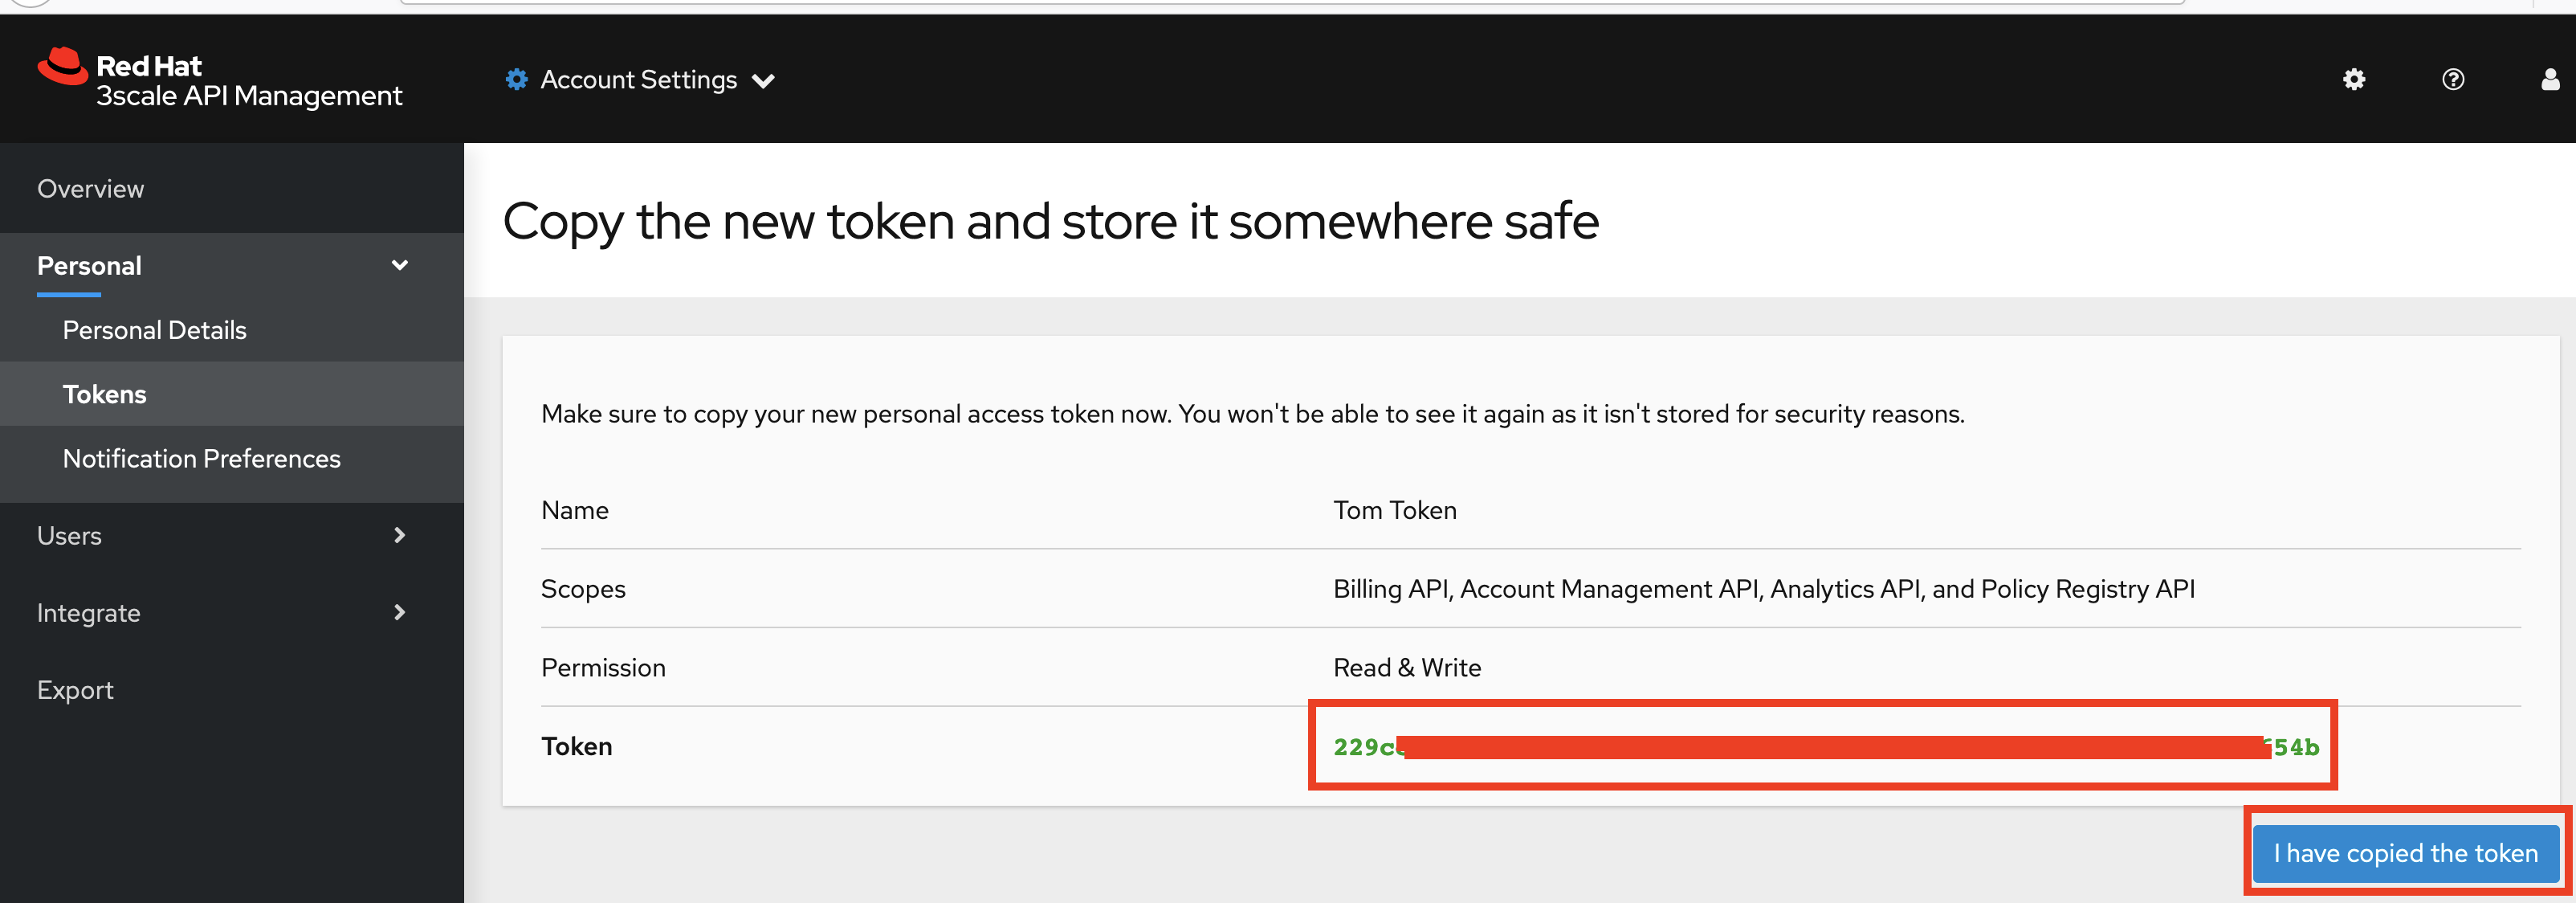 Red Hat
3scale API Management
Account Settings
Overview
Personal
Personal Details
Tokens
Notification Preferences
Users
Integrate
Export
Copy the new token and store it somewhere safe
Make sure to copy your new personal access token now. You won't be able to see it again as it isn't stored for security reasons.
Name Tom Token
Scopes Billing API, Account Management API, Analytics API, and Policy Registry API
Permission Read & Write
Token 229c 54b
I have copied the token